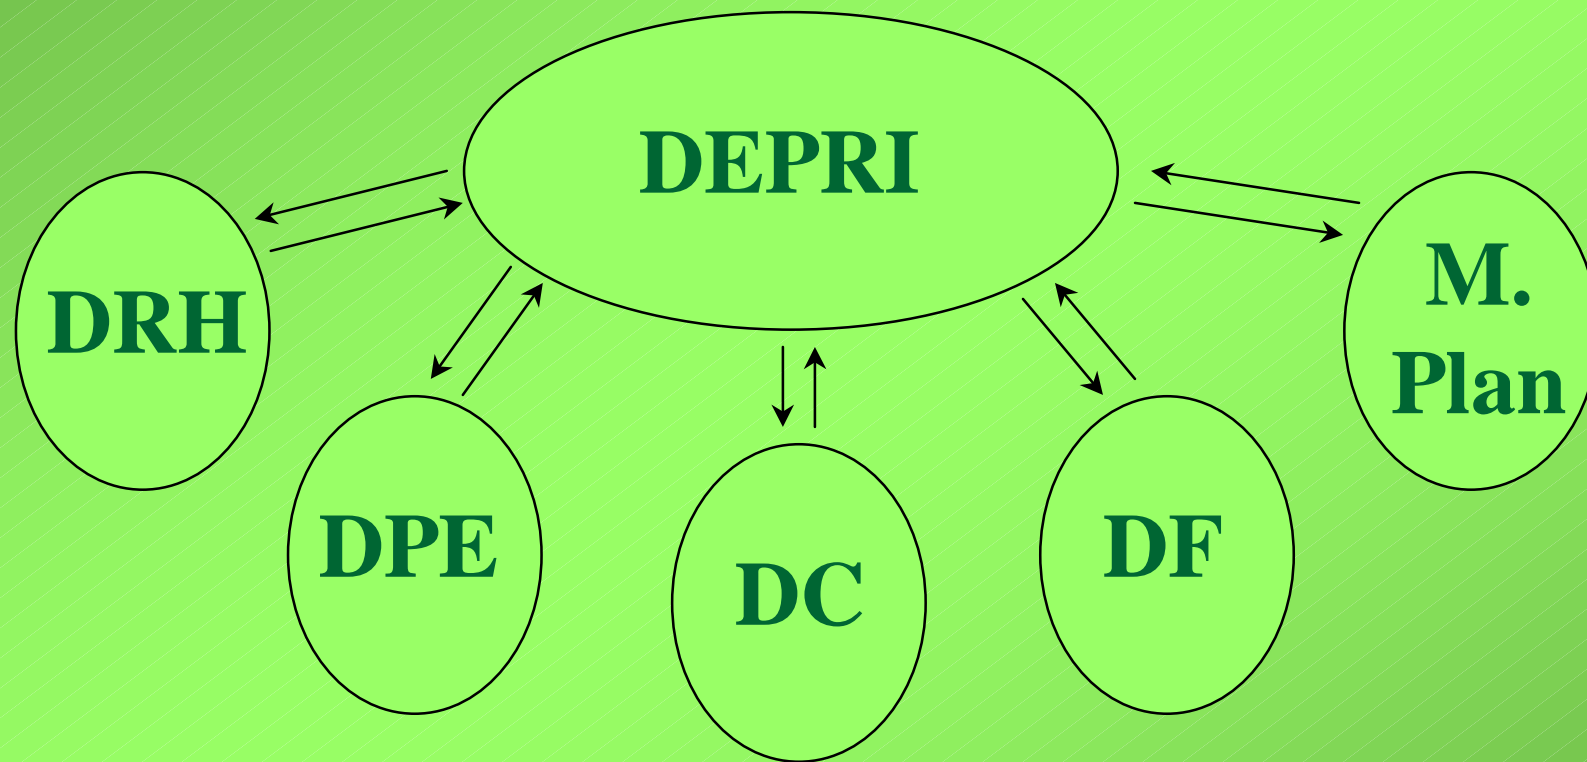 DEPRI
DRH
M.
Plan
DPE
DC
DF